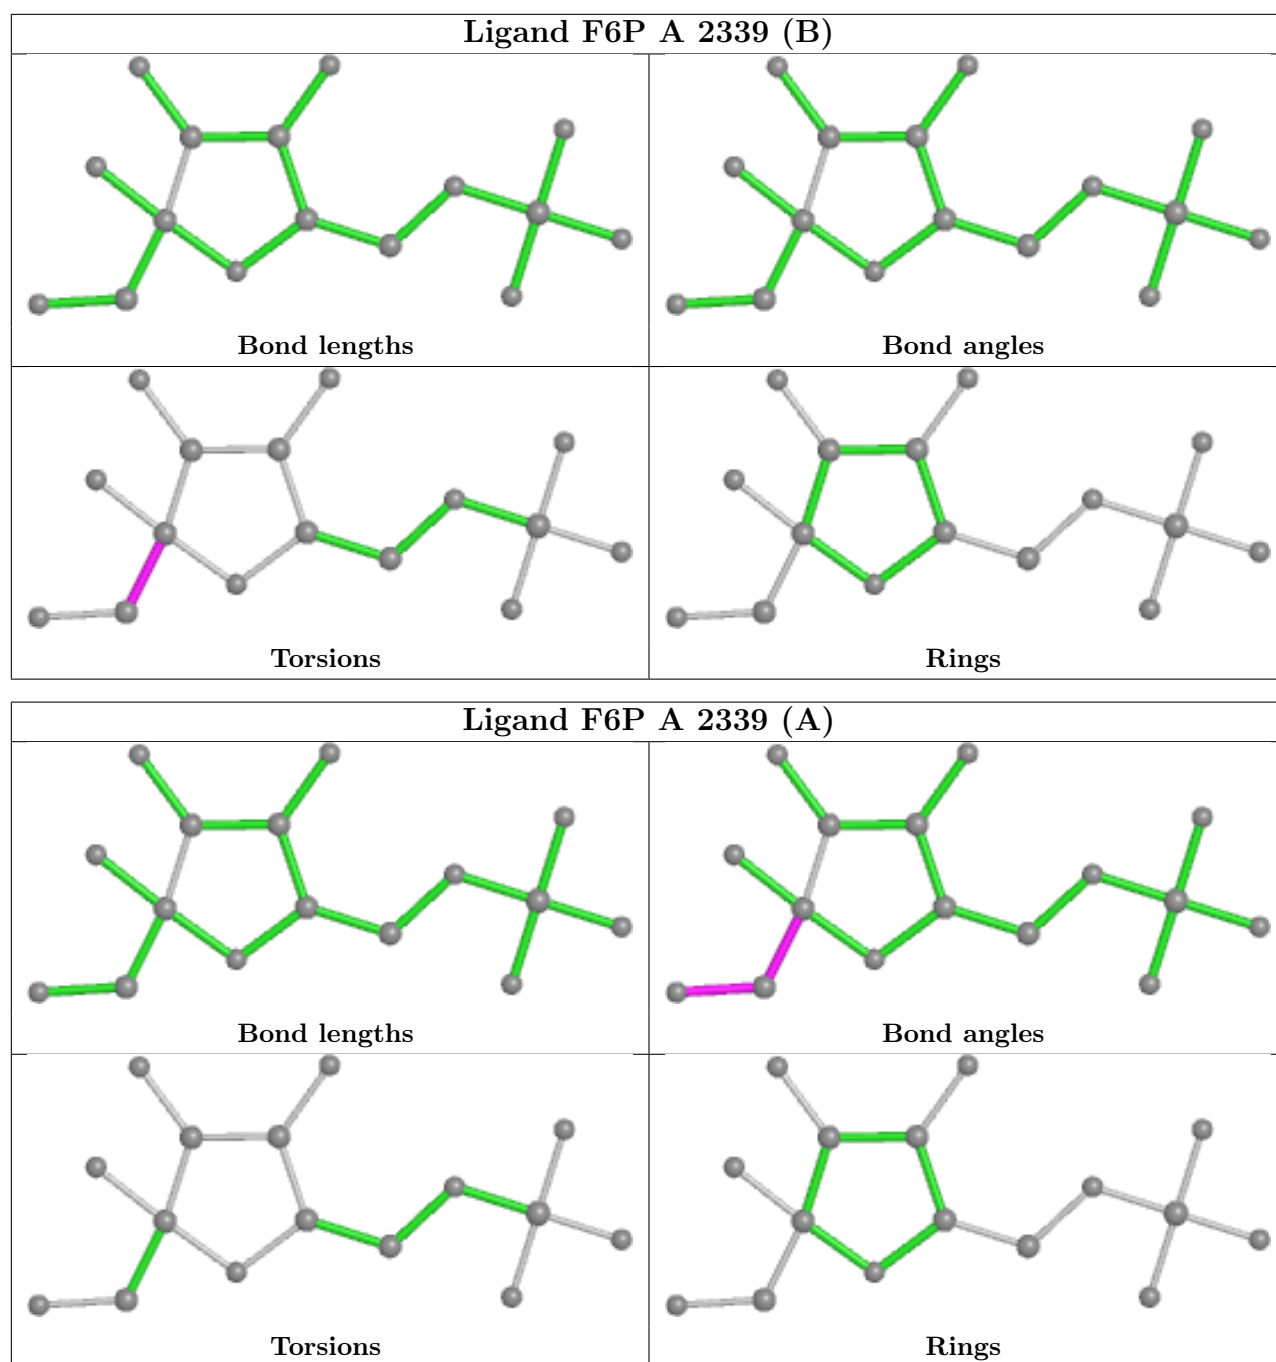 Ligand F6P A 2339 (B)
Bond lengths
Bond angles
Torsions
Rings
Ligand F6P A 2339 (A)
Bond lengths
Bond angles
Torsions
Rings